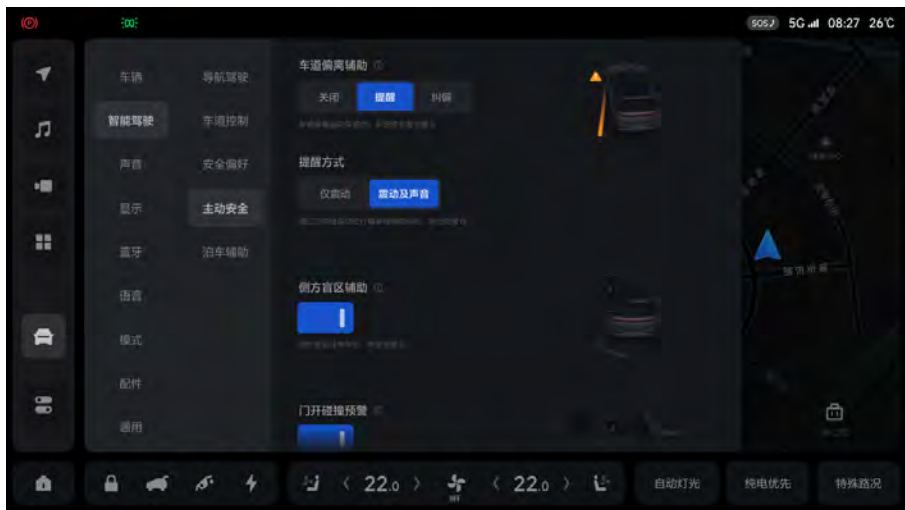 SOS 5G 08:27 26℃
车辆
智能驾驶
声音
显示
蓝牙
语言
模式
配件
通用
导航驾驶
车道控制
安全偏好
主动安全
泊车辅助
车道偏离辅助
关闭 提醒 纠偏
提醒方式
仅震动 震动及声音
侧方盲区辅助
门开碰撞预警
22.0 OFF 22.0
自动灯光 纯电优先 特殊路况